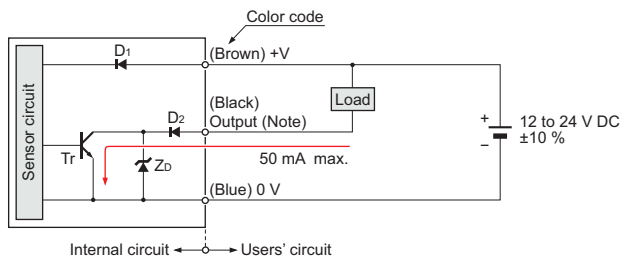 Color code
D1
(Brown) +V
Sensor circuit
(Black)
Output (Note)
Load
D2
Tr
ZD
50 mA max.
+
−
12 to 24 V DC
±10 %
(Blue) 0 V
Internal circuit
Users' circuit